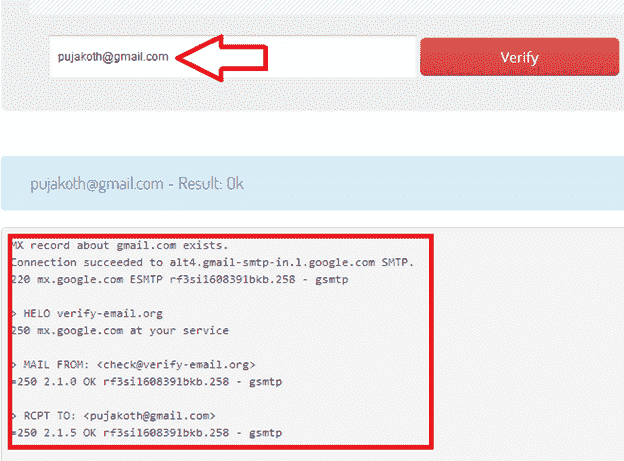 pujakoth@gmail.com
Verify
pujakoth@gmail.com - Result: Ok
MX record about gmail.com exists.
Connection succeeded to alt4.gmail-smtp-in.l.google.com SMTP.
220 mx.google.com ESMTP rf3si1608391bkb.258 - gsmtp
> HELO verify-email.org
250 mx.google.com at your service
> MAIL FROM: <check@verify-email.org>
=250 2.1.0 OK rf3si1608391bkb.258 - gsmtp
> RCPT TO: <pujakoth@gmail.com>
=250 2.1.5 OK rf3si1608391bkb.258 - gsmtp